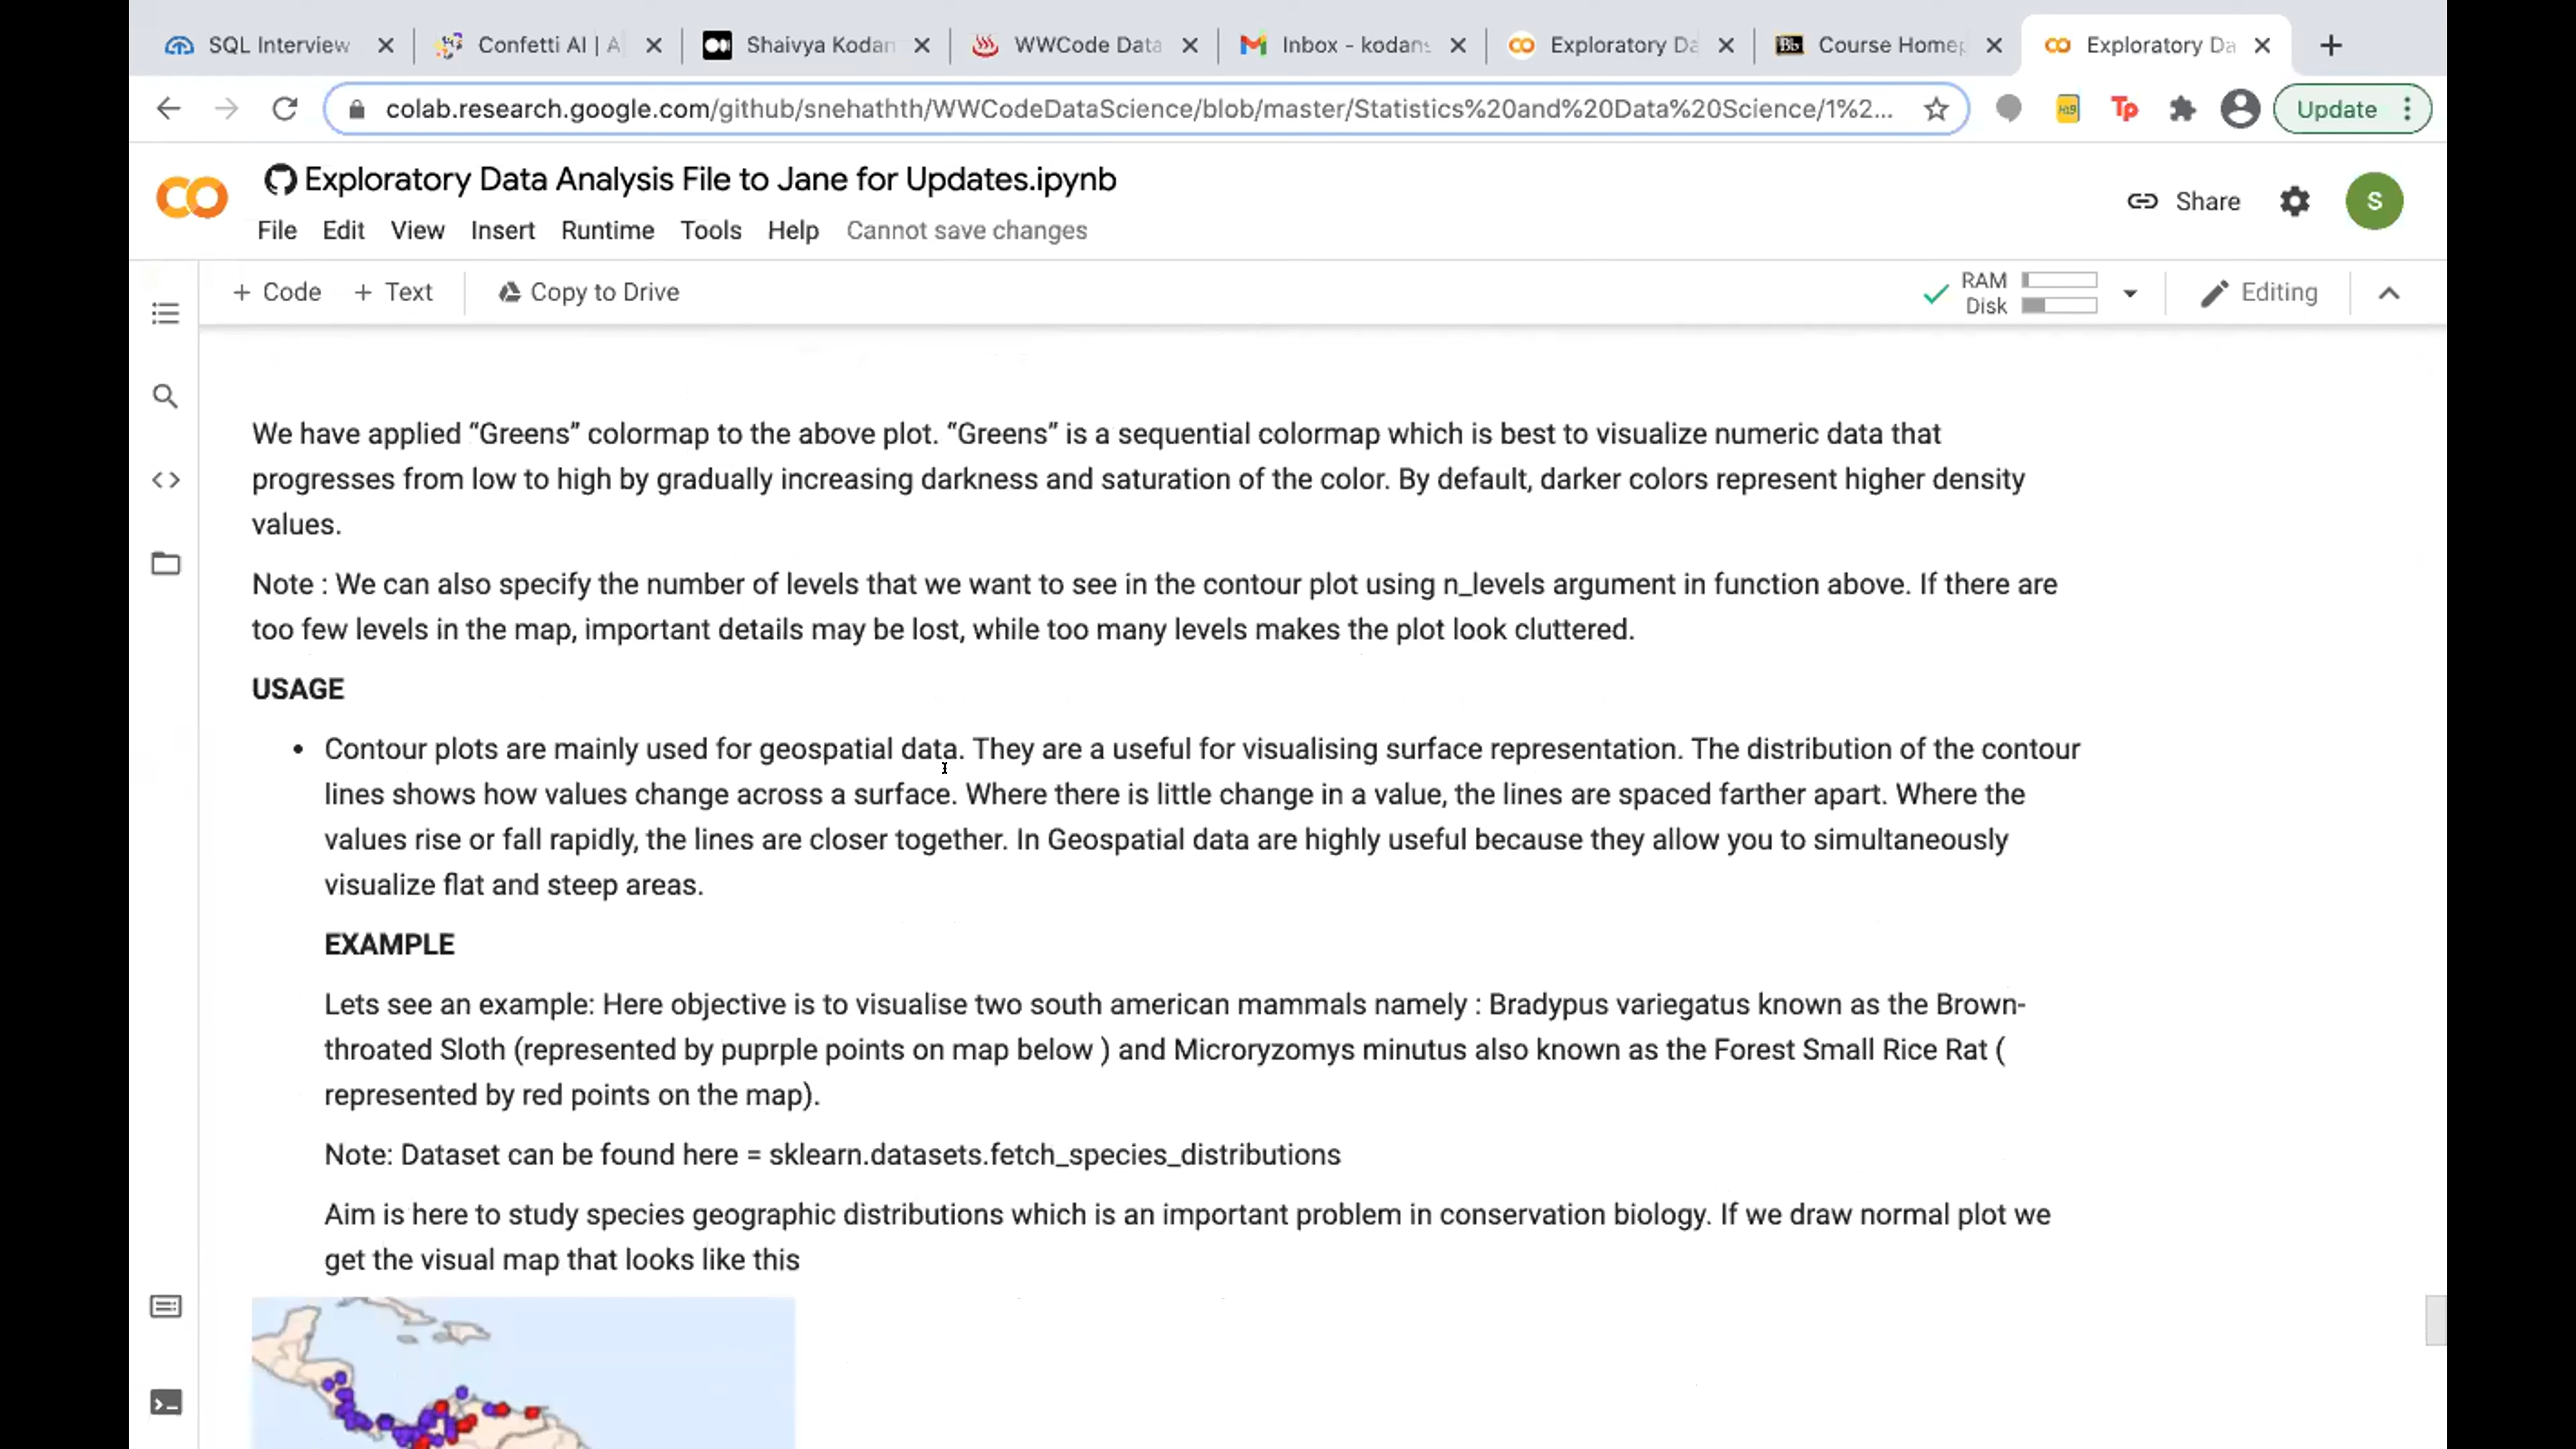 SQL Interview
Confetti AI | A
Shaivya Kodan
WWCode Data
Inbox - kodans
Exploratory Da
Course Home
Exploratory Da
colab.research.google.com/github/snehathth/WWCodeDataScience/blob/master/Statistics%20and%20Data%20Science/1%2...
Tp
Update
Exploratory Data Analysis File to Jane for Updates.ipynb
File Edit View Insert Runtime Tools Help Cannot save changes
Share
S
+ Code + Text Copy to Drive
RAM
Disk
Editing
We have applied “Greens” colormap to the above plot. “Greens” is a sequential colormap which is best to visualize numeric data that
progresses from low to high by gradually increasing darkness and saturation of the color. By default, darker colors represent higher density
values.
Note : We can also specify the number of levels that we want to see in the contour plot using n_levels argument in function above. If there are
too few levels in the map, important details may be lost, while too many levels makes the plot look cluttered.
USAGE
• Contour plots are mainly used for geospatial data. They are a useful for visualising surface representation. The distribution of the contour
lines shows how values change across a surface. Where there is little change in a value, the lines are spaced farther apart. Where the
values rise or fall rapidly, the lines are closer together. In Geospatial data are highly useful because they allow you to simultaneously
visualize flat and steep areas.
EXAMPLE
Lets see an example: Here objective is to visualise two south american mammals namely : Bradypus variegatus known as the Brown-
throated Sloth (represented by puprple points on map below ) and Microryzomys minutus also known as the Forest Small Rice Rat (
represented by red points on the map).
Note: Dataset can be found here = sklearn.datasets.fetch_species_distributions
Aim is here to study species geographic distributions which is an important problem in conservation biology. If we draw normal plot we
get the visual map that looks like this